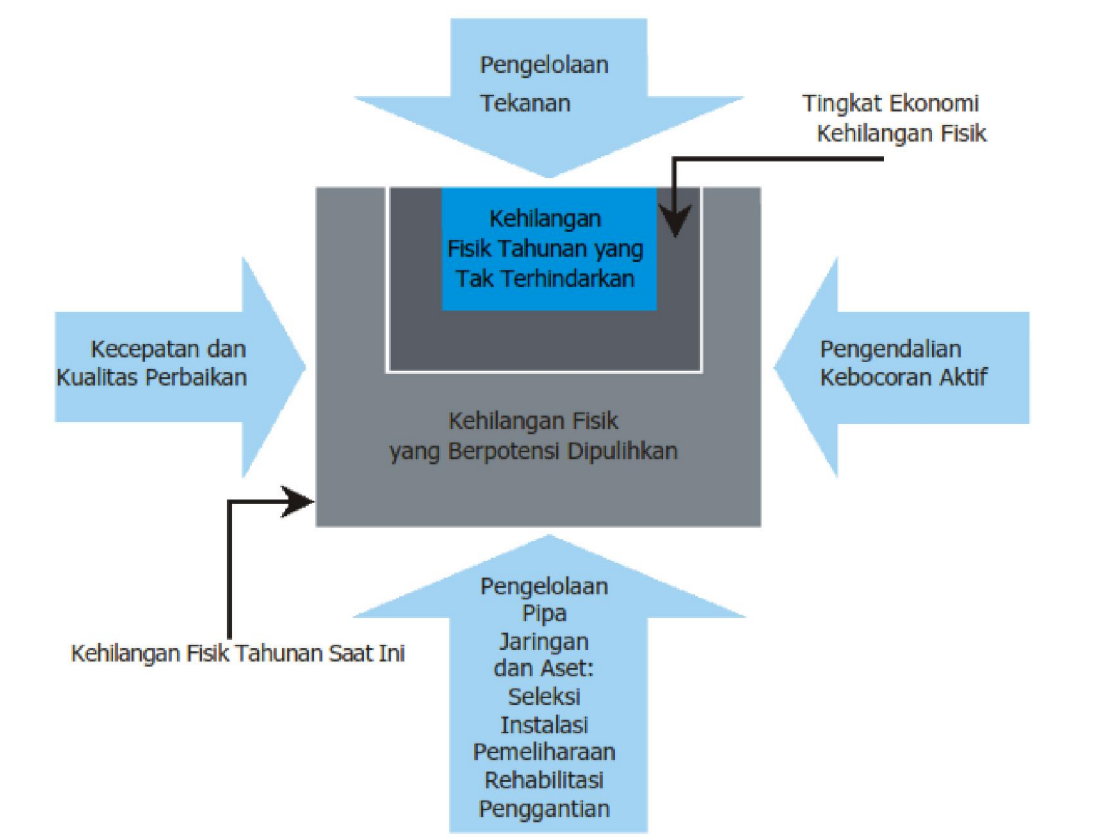 Pengelolaan
Tekanan
Tingkat Ekonomi
Kehilangan Fisik
Kehilangan
Fisik Tahunan yang
Tak Terhindarkan
Kecepatan dan
Kualitas Perbaikan
Pengendalian
Kebocoran Aktif
Kehilangan Fisik
yang Berpotensi Dipulihkan
Kehilangan Fisik Tahunan Saat Ini
Pengelolaan
Pipa
Jaringan
dan Aset:
Seleksi
Instalasi
Pemeliharaan
Rehabilitasi
Penggantian